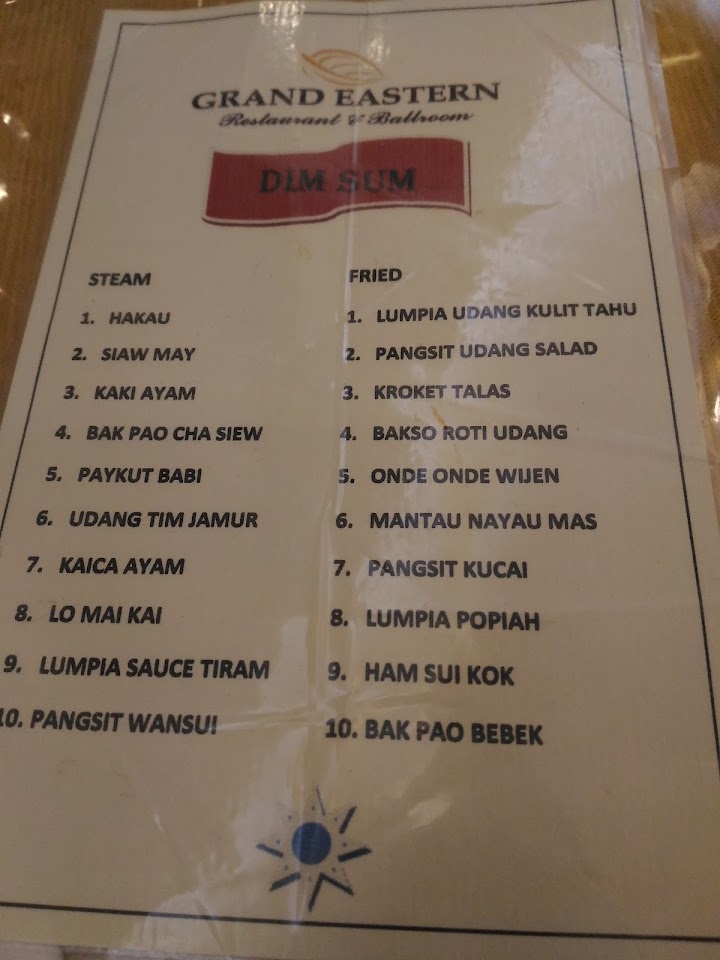 GRAND EASTERN
Restaurant & Ballroom
DIM SUM
STEAM
1. HAKAU
2. SIAW MAY
3. KAKI AYAM
4. BAK PAO CHA SIEW
5. PAYKUT BABI
6. UDANG TIM JAMUR
7. KAICA AYAM
8. LO MAI KAI
9. LUMPIA SAUCE TIRAM
10. PANGSIT WANSUI
FRIED
1. LUMPIA UDANG KULIT TAHU
2. PANGSIT UDANG SALAD
3. KROKET TALAS
4. BAKSO ROTI UDANG
5. ONDE ONDE WIJEN
6. MANTAU NAYAU MAS
7. PANGSIT KUCAI
8. LUMPIA POPIAH
9. HAM SUI KOK
10. BAK PAO BEBEK